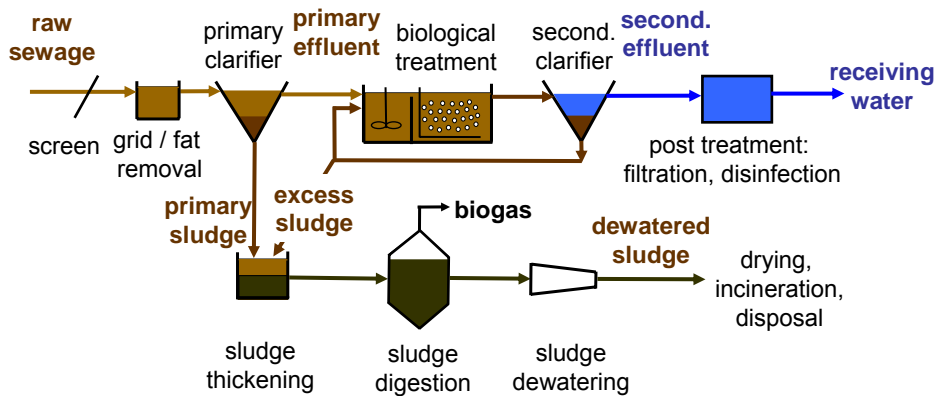 raw
sewage
screen
grid / fat
removal
primary
clarifier
primary
effluent
biological
treatment
second.
clarifier
second.
effluent
receiving
water
post treatment:
filtration, disinfection
primary
sludge
excess
sludge
biogas
dewatered
sludge
drying,
incineration,
disposal
sludge
thickening
sludge
digestion
sludge
dewatering